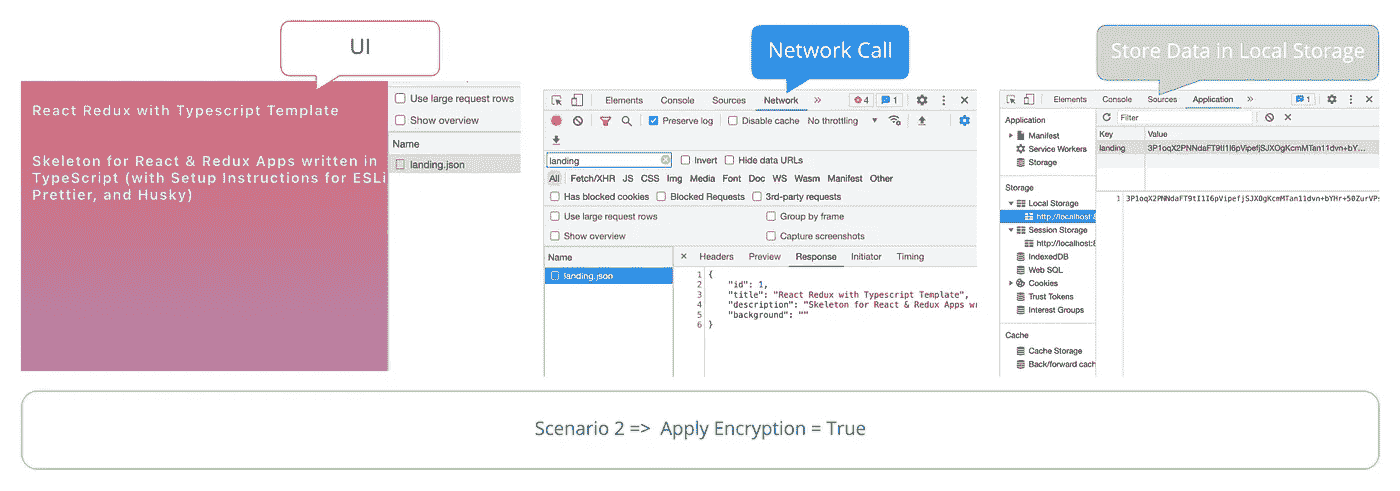 UI
React Redux with Typescript Template
Skeleton for React & Redux Apps written in
TypeScript (with Setup Instructions for ESLi
Prettier, and Husky)
Use large request rows
Show overview
Name
landing.json
Network Call
Elements Console Sources Network » 4 1
Preserve log Disable cache No throttling
landing Invert Hide data URLs
All Fetch/XHR JS CSS Img Media Font Doc WS Wasm Manifest Other
Has blocked cookies Blocked Requests 3rd-party requests
Use large request rows Group by frame
Show overview Capture screenshots
Name Headers Preview Response Initiator Timing
landing.json
1 {
2 "id": 1,
3 "title": "React Redux with Typescript Template",
4 "description": "Skeleton for React & Redux Apps wr
5 "background": ""
6 }
Store Data in Local Storage
Elements Console Sources Application » 1
Application
Manifest
Service Workers
Storage
Storage
Local Storage
http://localhost:
Session Storage
http://localhost:
IndexedDB
Web SQL
Cookies
Trust Tokens
Interest Groups
Cache
Cache Storage
Back/forward cach
Filter
Key Value
landing
1
Scenario 2 => Apply Encryption = True